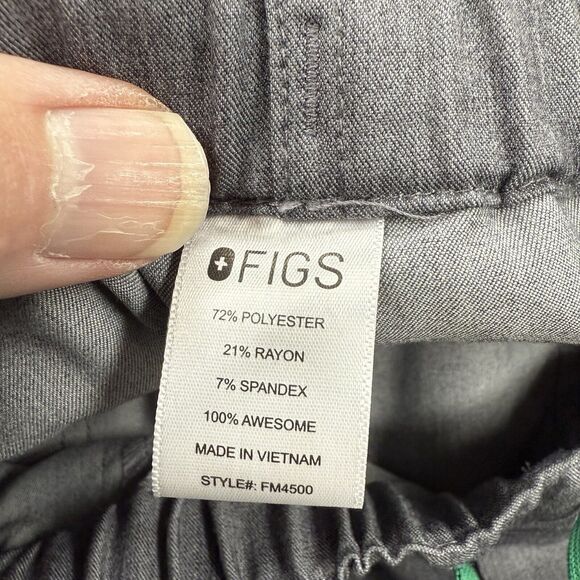 FIGS
72% POLYESTER
21% RAYON
7% SPANDEX
100% AWESOME
MADE IN VIETNAM
STYLE#: FM4500